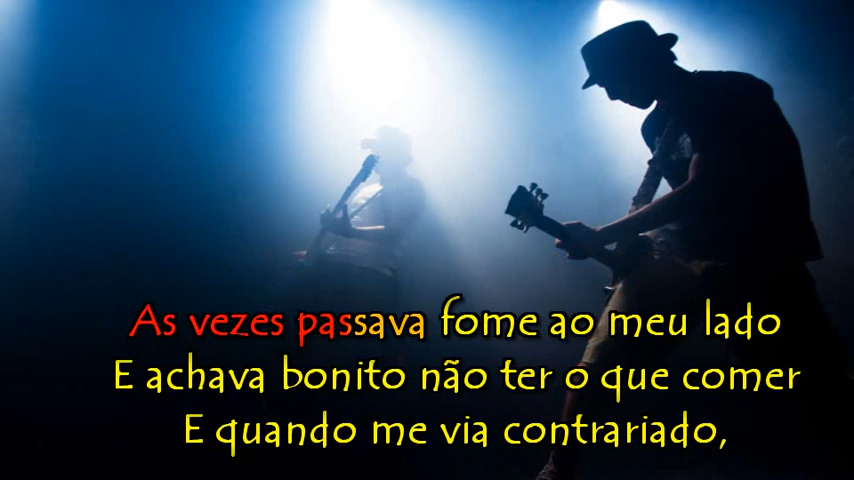 As vezes passava fome ao meu lado
E achava bonito não ter o que comer
E quando me via contrariado,